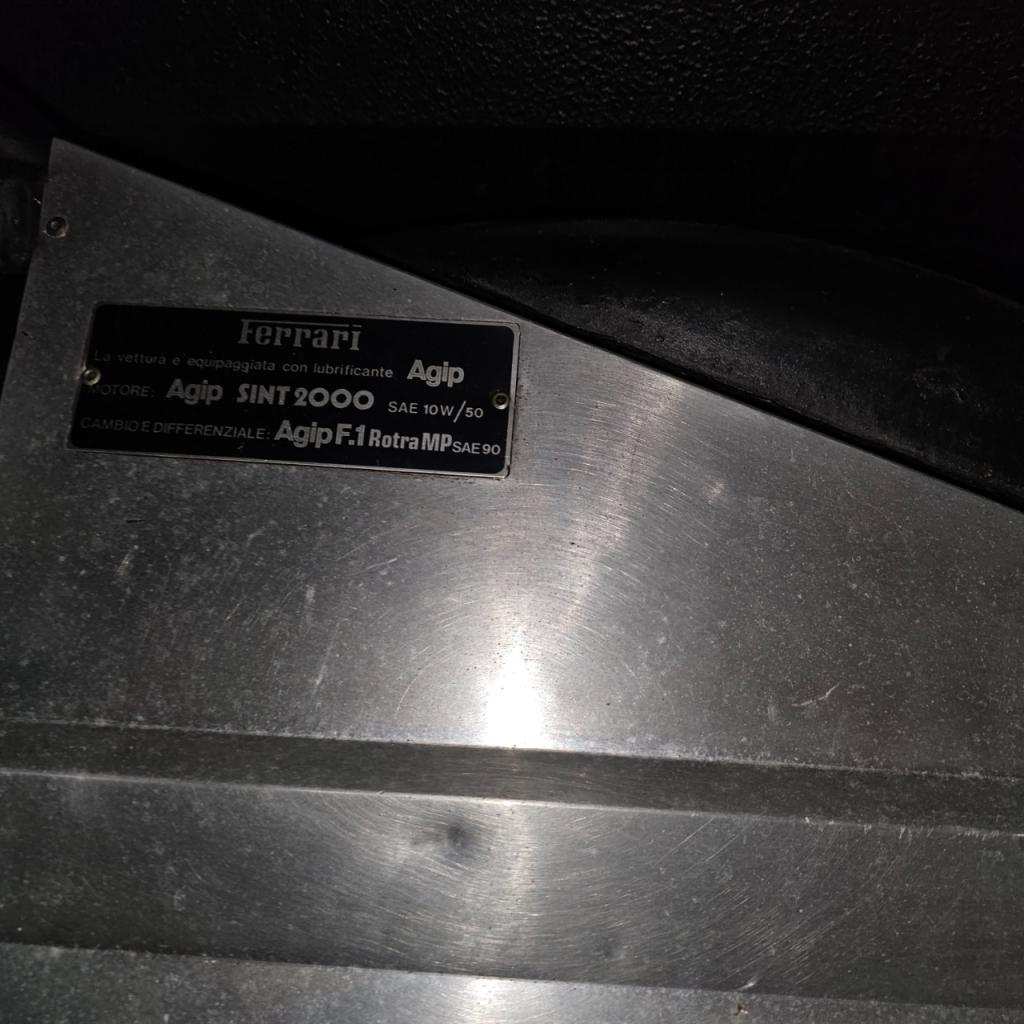 Ferrari
La vettura e' equipaggiata con lubrificante Agip
MOTORE: Agip SINT 2000 SAE 10W/50
CAMBIO E DIFFERENZIALE: Agip F.1 Rotra MP SAE 90